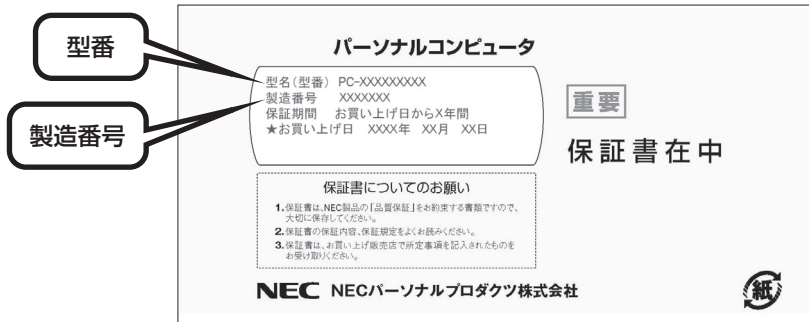 型番
製造番号
パーソナルコンピュータ
型名(型番) PC-XXXXXXXXX
製造番号 XXXXXXX
保証期間 お買い上げ日からX年間
★お買い上げ日 XXXX年 XX月 XX日
重要
保証書在中
保証書についてのお願い
1.保証書は、NEC製品の「品質保証」をお約束する書類ですので、
大切に保存してください。
2.保証書の保証内容、保証規定をよくお読みください。
3.保証書は、お買い上げ販売店で所定事項を記入されたものを
お受け取りください。
NEC NECパーソナルプロダクツ株式会社
紙